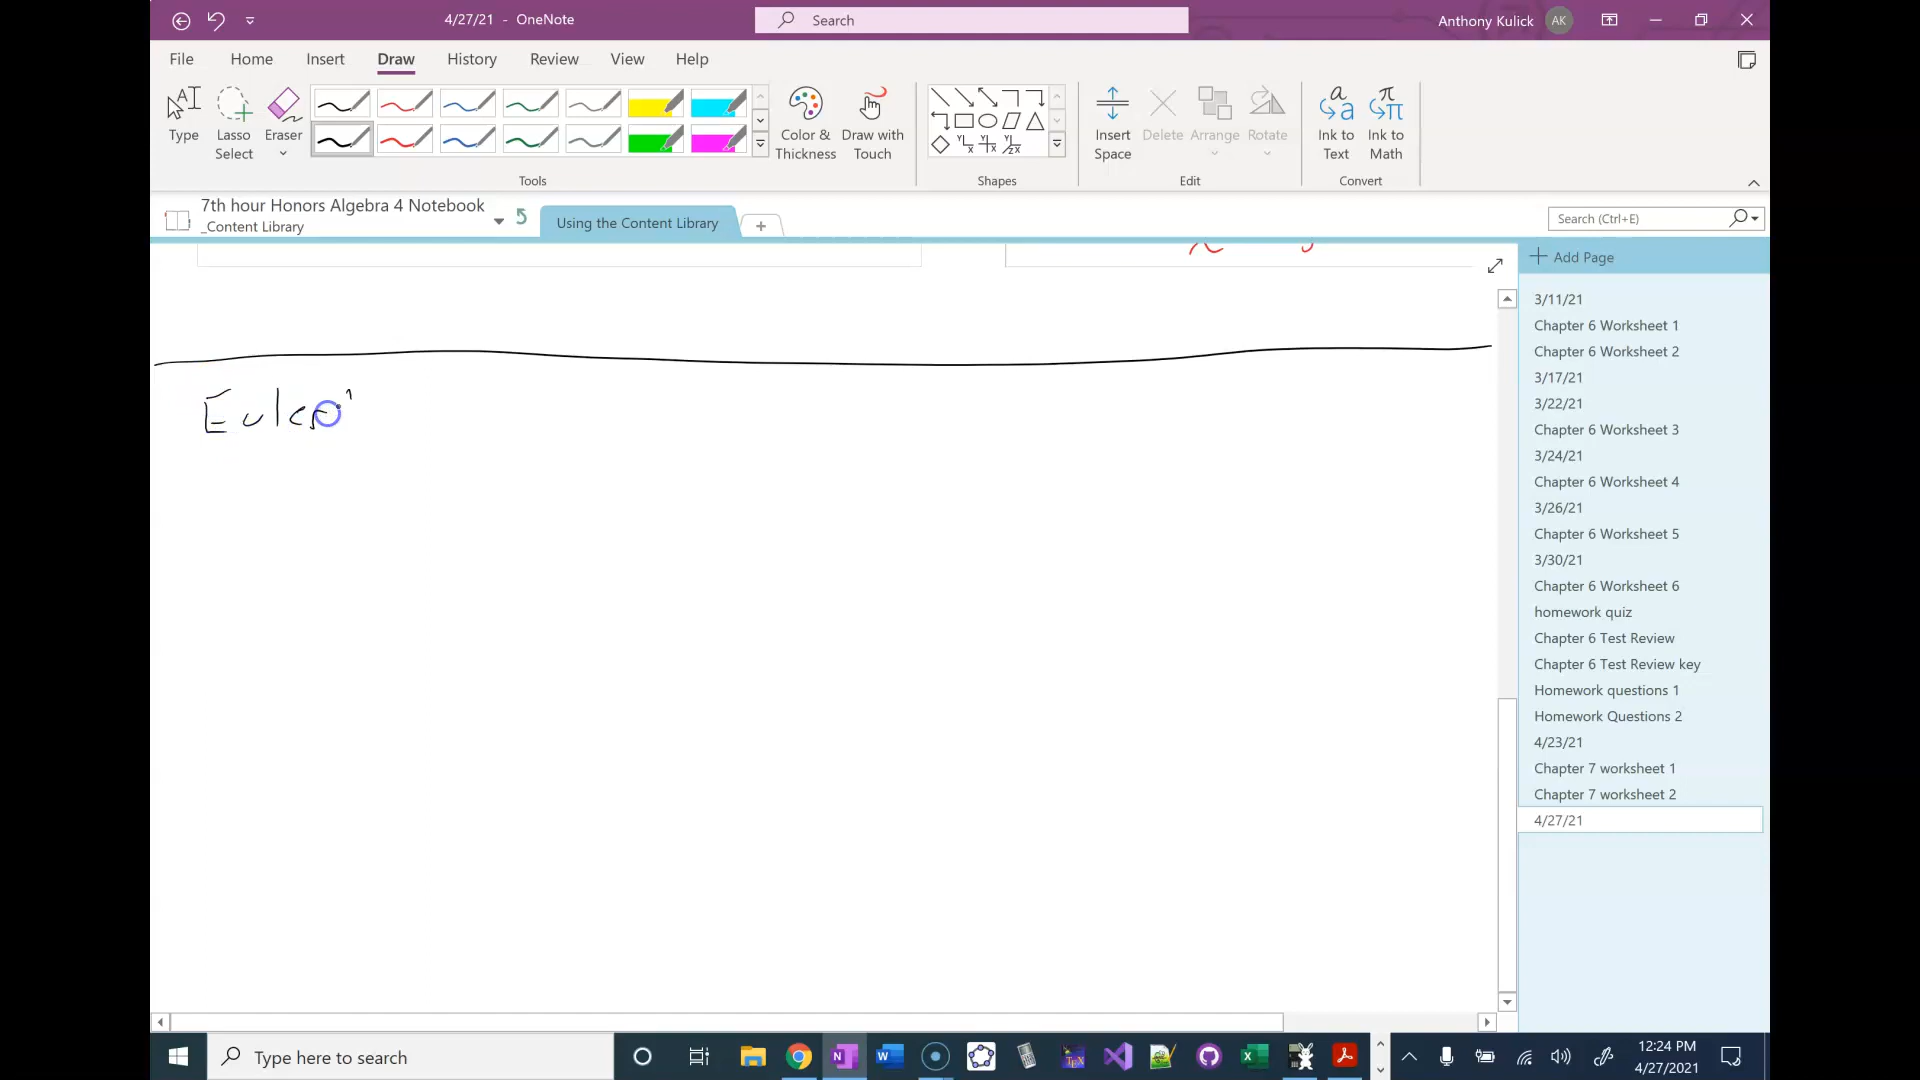 4/27/21 - OneNote
Search
Anthony Kulick AK
File Home Insert Draw History Review View Help
Type
Lasso Select
Eraser
Color & Thickness
Draw with Touch
Insert Space
Delete
Arrange
Rotate
Ink to Text
Ink to Math
Tools
Shapes
Edit
Convert
7th hour Honors Algebra 4 Notebook
_Content Library
Using the Content Library
Search (Ctrl+E)
Add Page
3/11/21
Chapter 6 Worksheet 1
Chapter 6 Worksheet 2
3/17/21
3/22/21
Chapter 6 Worksheet 3
3/24/21
Chapter 6 Worksheet 4
3/26/21
Chapter 6 Worksheet 5
3/30/21
Chapter 6 Worksheet 6
homework quiz
Chapter 6 Test Review
Chapter 6 Test Review key
Homework questions 1
Homework Questions 2
4/23/21
Chapter 7 worksheet 1
Chapter 7 worksheet 2
4/27/21
Euler'
Type here to search
12:24 PM
4/27/2021